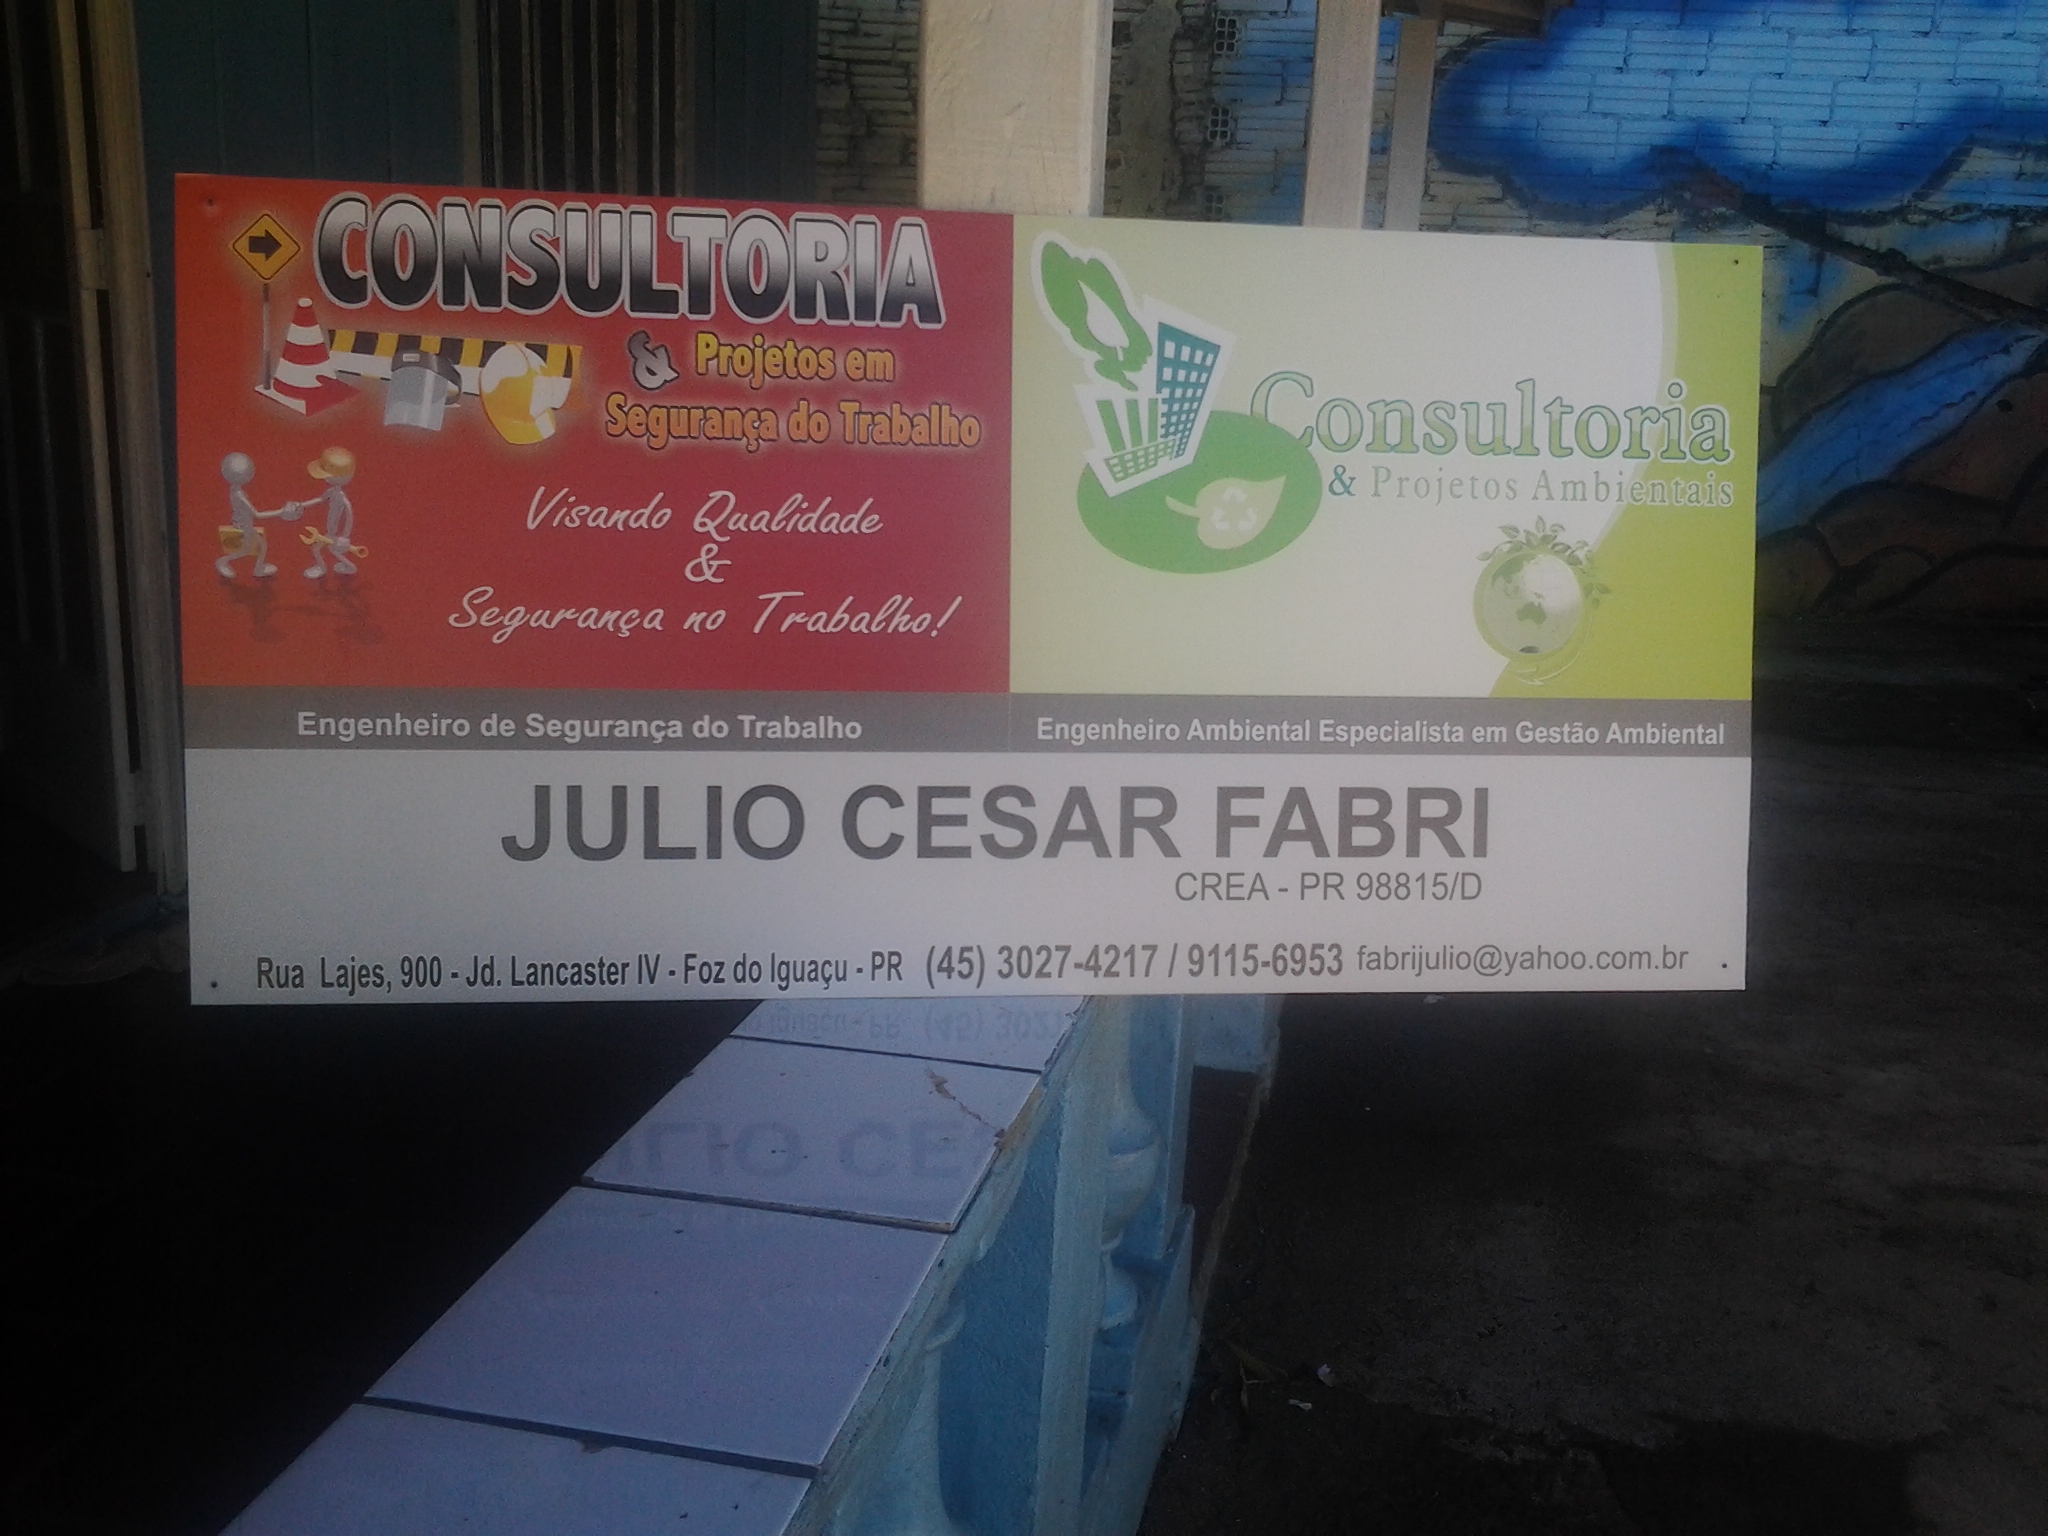 CONSULTORIA
& Projetos em
Segurança do Trabalho
Visando Qualidade
&
Segurança no Trabalho!
Engenheiro de Segurança do Trabalho
Consultoria
& Projetos Ambientais
Engenheiro Ambiental Especialista em Gestão Ambiental
JULIO CESAR FABRI
CREA - PR 98815/D
Rua Lajes, 900 - Jd. Lancaster IV - Foz do Iguaçu - PR (45) 3027-4217 / 9115-6953 fabrijulio@yahoo.com.br